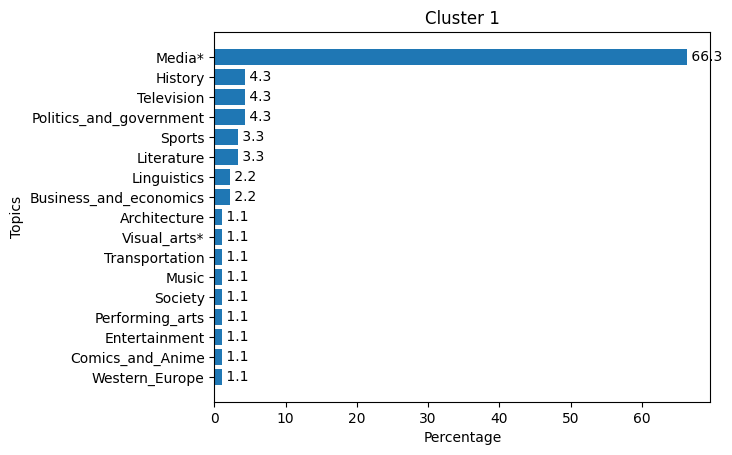 Cluster 1
Topics
Media* 66.3
History 4.3
Television 4.3
Politics_and_government 4.3
Sports 3.3
Literature 3.3
Linguistics 2.2
Business_and_economics 2.2
Architecture 1.1
Visual_arts* 1.1
Transportation 1.1
Music 1.1
Society 1.1
Performing_arts 1.1
Entertainment 1.1
Comics_and_Anime 1.1
Western_Europe 1.1
0 10 20 30 40 50 60
Percentage